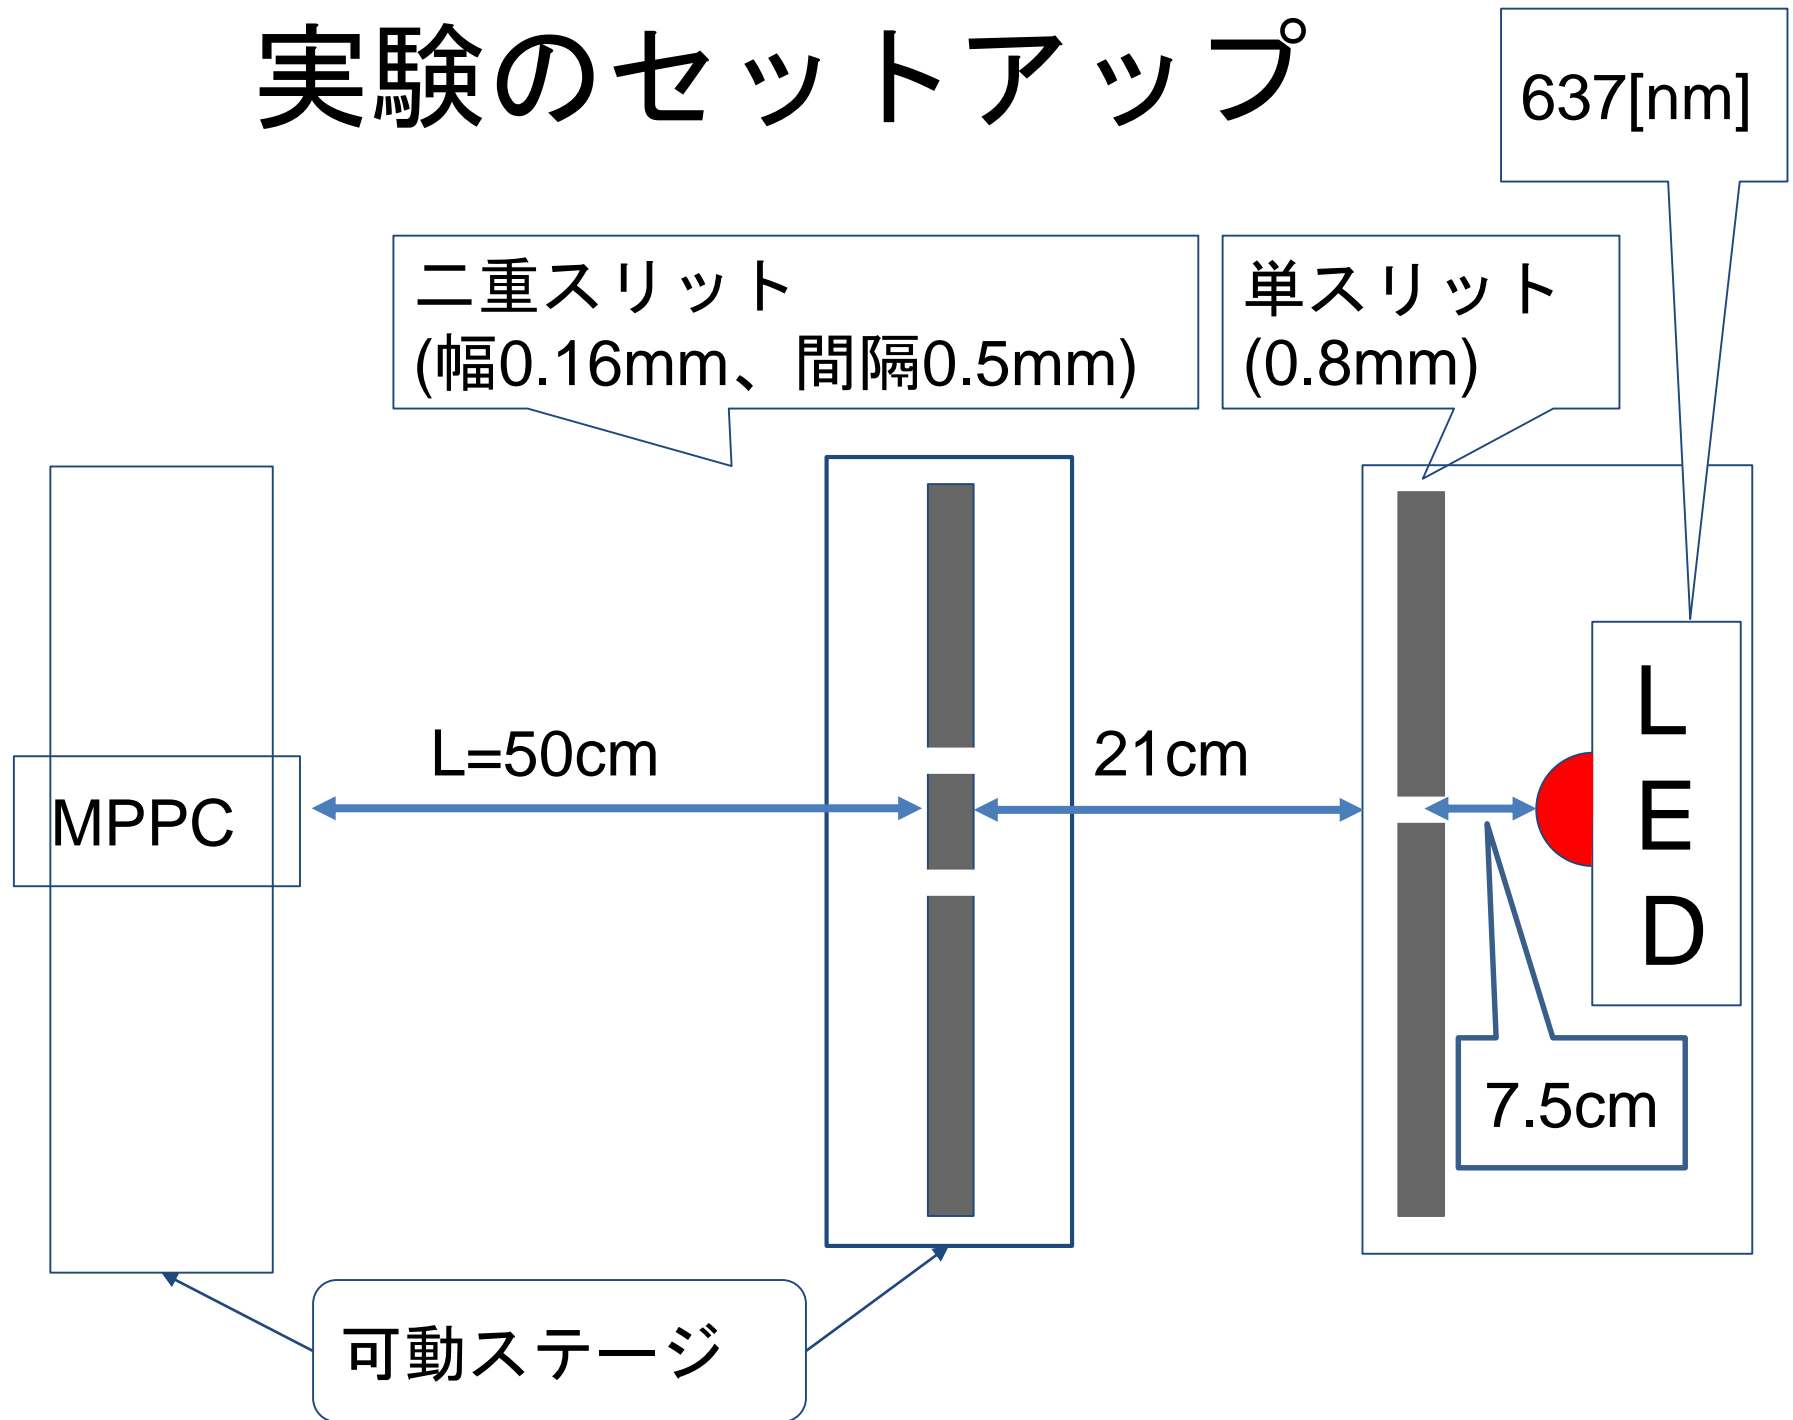 実験のセットアップ
637[nm]
二重スリット
(幅0.16mm、間隔0.5mm)
単スリット
(0.8mm)
L=50cm
21cm
MPPC
L
E
D
7.5cm
可動ステージ